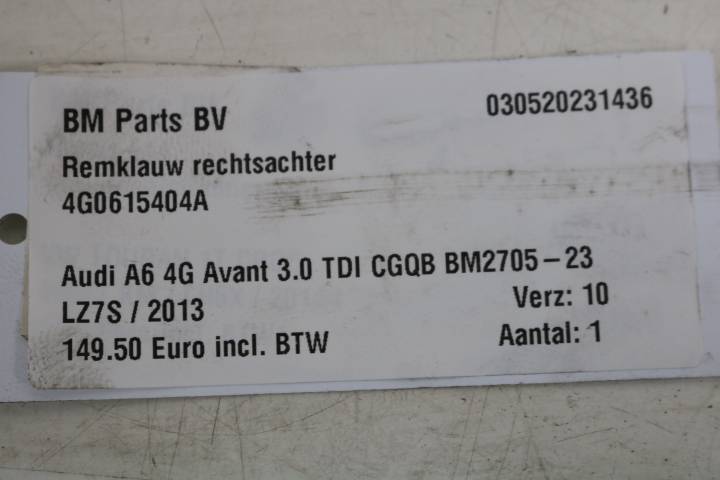 BM Parts BV 030520231436
Remklauw rechtsachter
4G0615404A
Audi A6 4G Avant 3.0 TDI CGQB BM2705-23
LZ7S / 2013 Verz: 10
149.50 Euro incl. BTW Aantal: 1